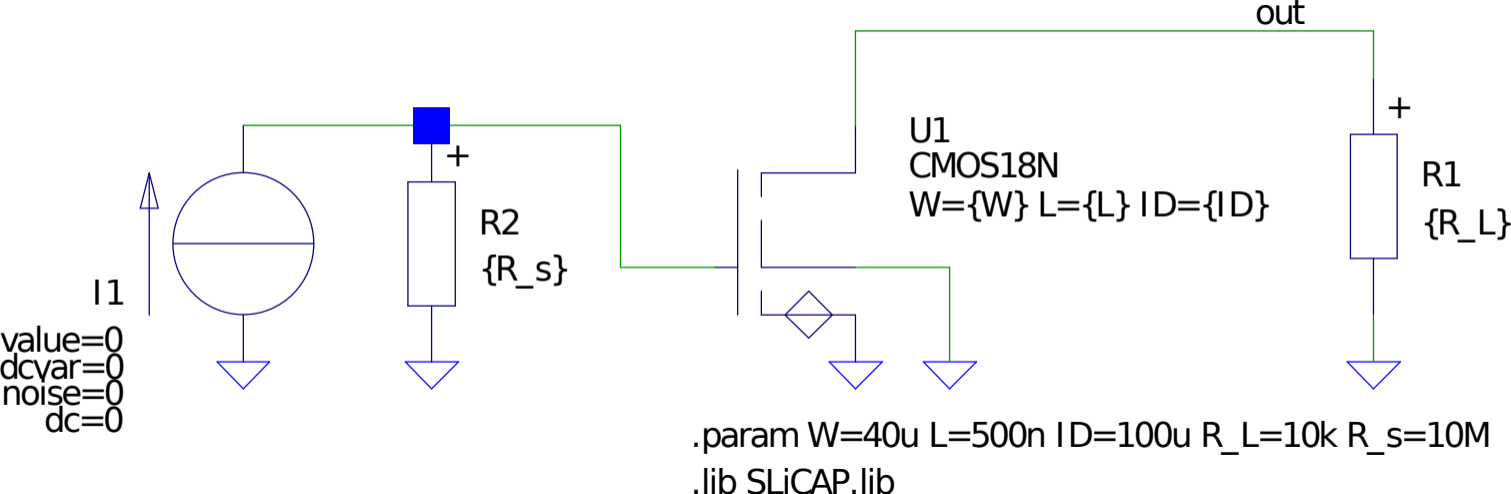 out
+
U1
CMOS18N
W={W} L={L} ID={ID}
+
R1
{R_L}
+
R2
{R_s}
I1
value=0
dcvar=0
noise=0
dc=0
.param W=40u L=500n ID=100u R_L=10k R_s=10M
.lib SLiCAP.lib